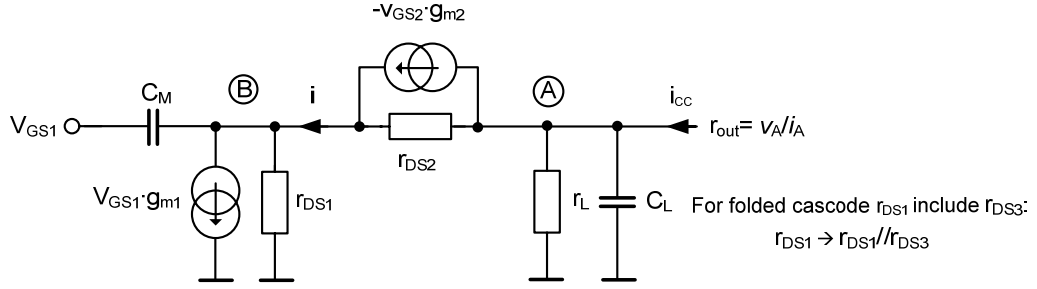 -vGS2·gm2
CM
B
i
A
iCC
VGS1
rout= vA/iA
rDS2
VGS1·gm1
rDS1
rL
CL
For folded cascode rDS1 include rDS3:
rDS1 → rDS1//rDS3